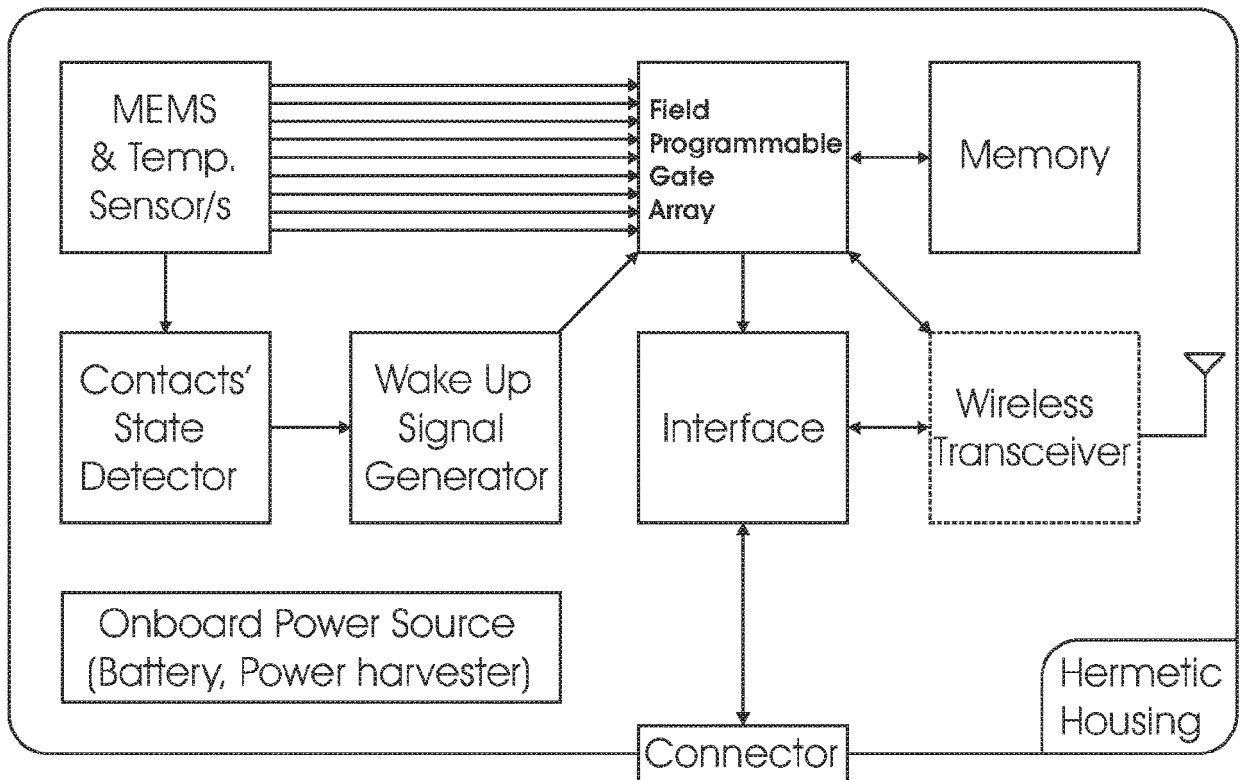 MEMS
& Temp.
Sensor/s
Field
Programmable
Gate
Array
Memory
Contacts'
State
Detector
Wake Up
Signal
Generator
Interface
Wireless
Transceiver
Onboard Power Source
(Battery, Power harvester)
Hermetic
Housing
Connector